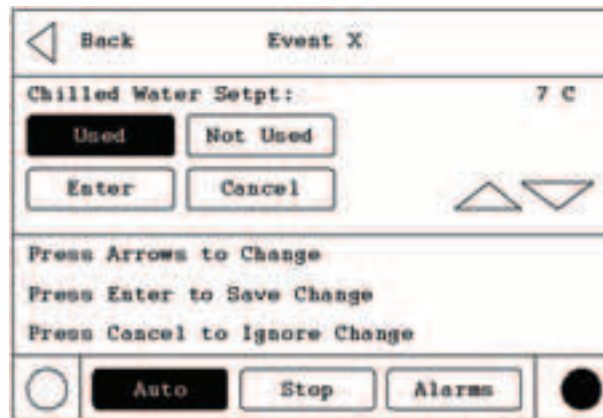 Back Event X
Chilled Water Setpt: 7 C
Used Not Used
Enter Cancel
Press Arrows to Change
Press Enter to Save Change
Press Cancel to Ignore Change
Auto Stop Alarms